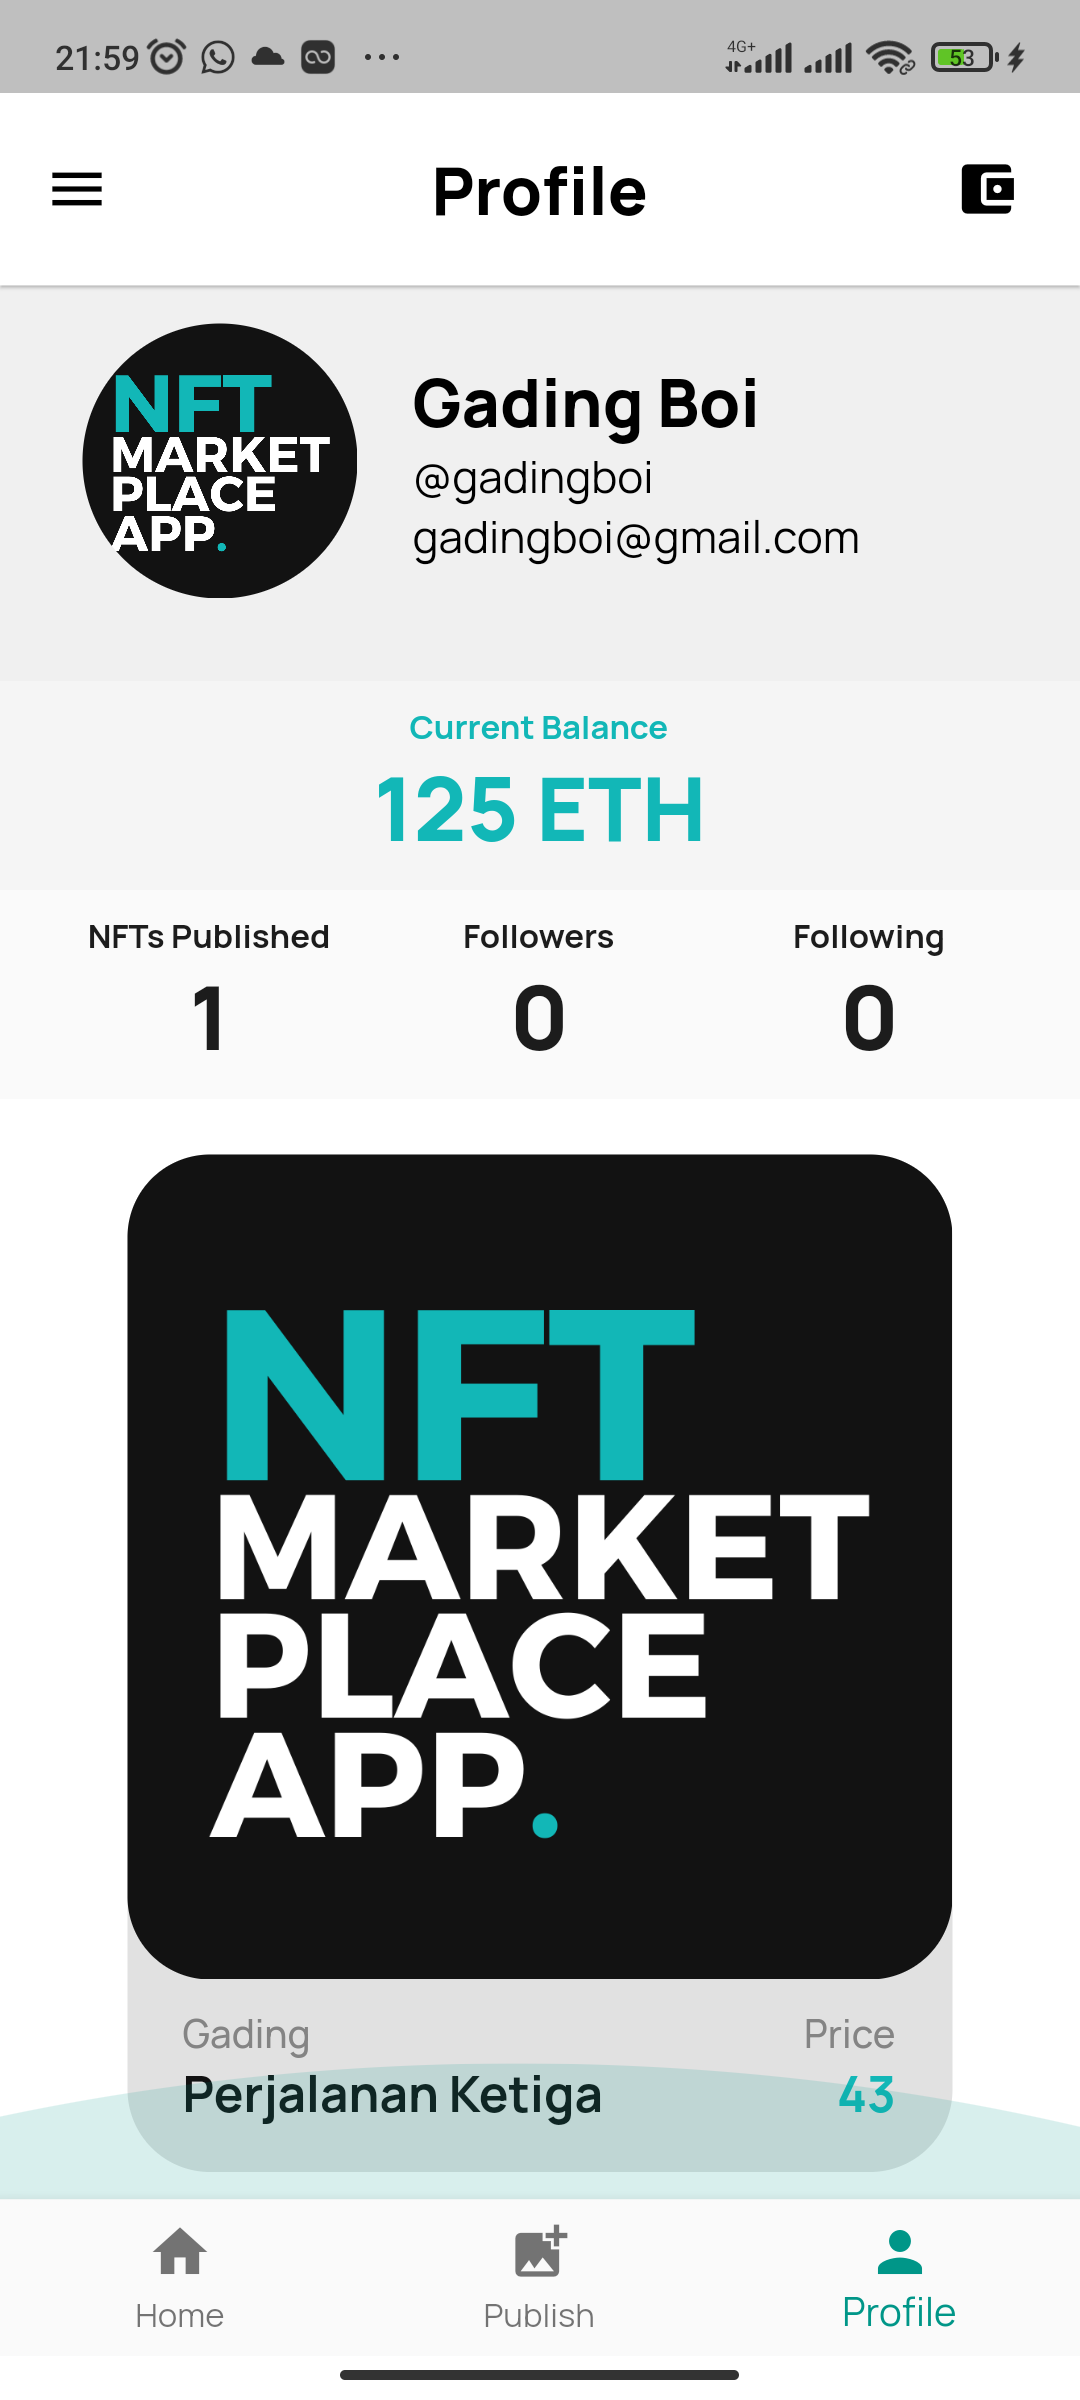 21:59
4G+
53
Profile
NFT
MARKET
PLACE
APP.
Gading Boi
@gadingboi
gadingboi@gmail.com
Current Balance
125 ETH
NFTs Published Followers Following
1 0 0
NFT
MARKET
PLACE
APP.
Gading Price
Perjalanan Ketiga 43
Home Publish Profile